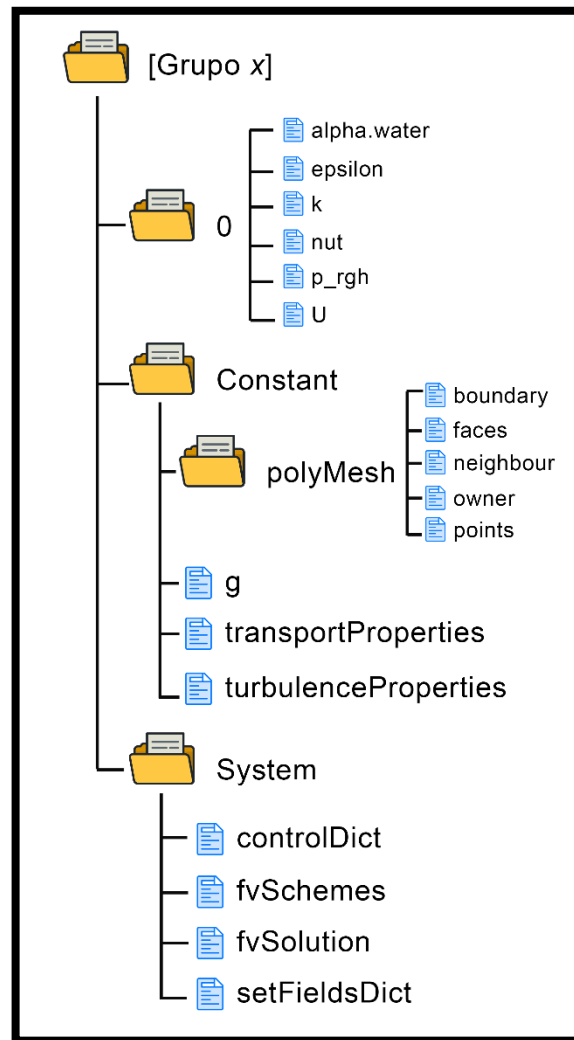 [Grupo x]
0
alpha.water
epsilon
k
nut
p_rgh
U
Constant
polyMesh
boundary
faces
neighbour
owner
points
g
transportProperties
turbulenceProperties
System
controlDict
fvSchemes
fvSolution
setFieldsDict